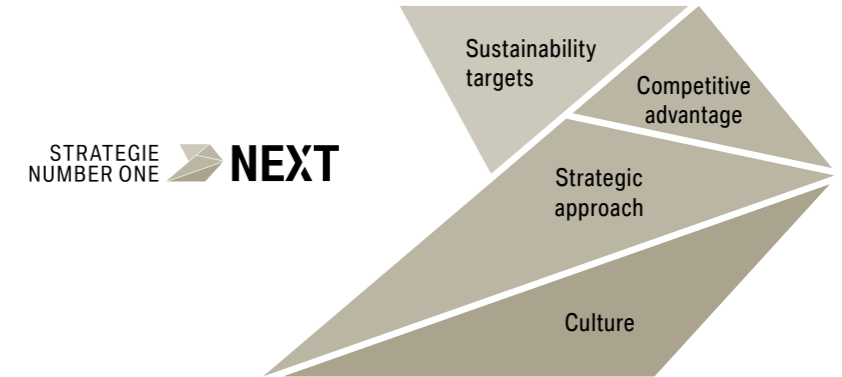 STRATEGIE
NUMBER ONE
NEXT
Sustainability
targets
Competitive
advantage
Strategic
approach
Culture